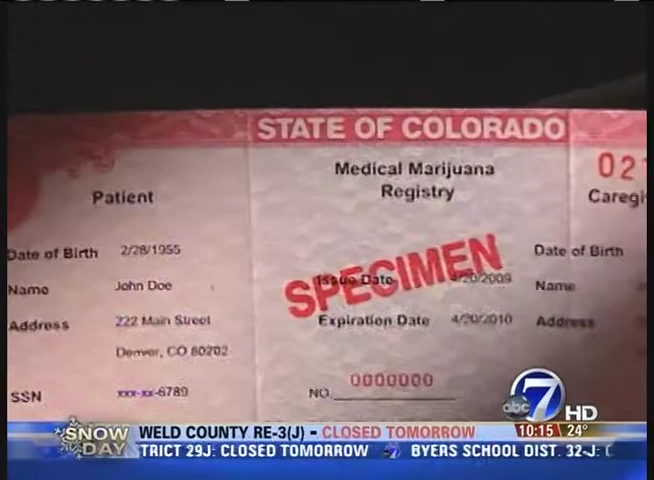 STATE OF COLORADO
Medical Marijuana
Registry
02
Patient
Date of Birth 2/28/1955
Name John Doe
Address 222 Main Street
Denver, CO 80202
SSN xxx-xx-6789
SPECIMEN
Issue Date 4/20/2009
Expiration Date 4/20/2010
0000000
NO.
Date of Birth
Name
Address
abc 7 HD
SNOW DAY
WELD COUNTY RE-3(J) - CLOSED TOMORROW
10:15 24°
TRICT 29J: CLOSED TOMORROW 7 BYERS SCHOOL DIST. 32-J: